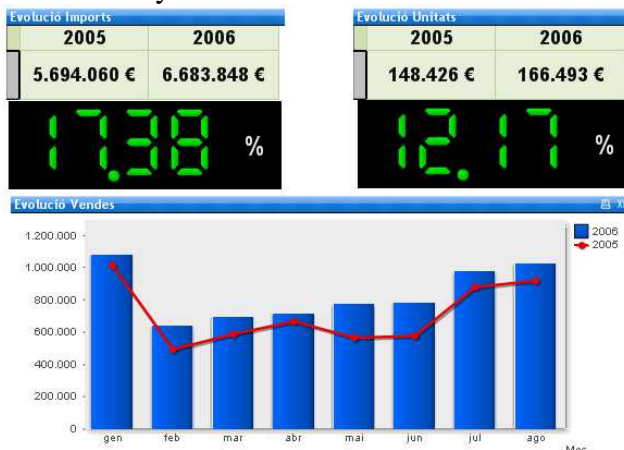 Evolució Imports
2005 2006
5.694.060 € 6.683.848 €
17.38 %
Evolució Unitats
2005 2006
148.426 € 166.493 €
12.17 %
Evolució Vendes
1.200.000
1.000.000
800.000
600.000
400.000
200.000
0
gen feb mar abr mai jun jul ago
2006
2005